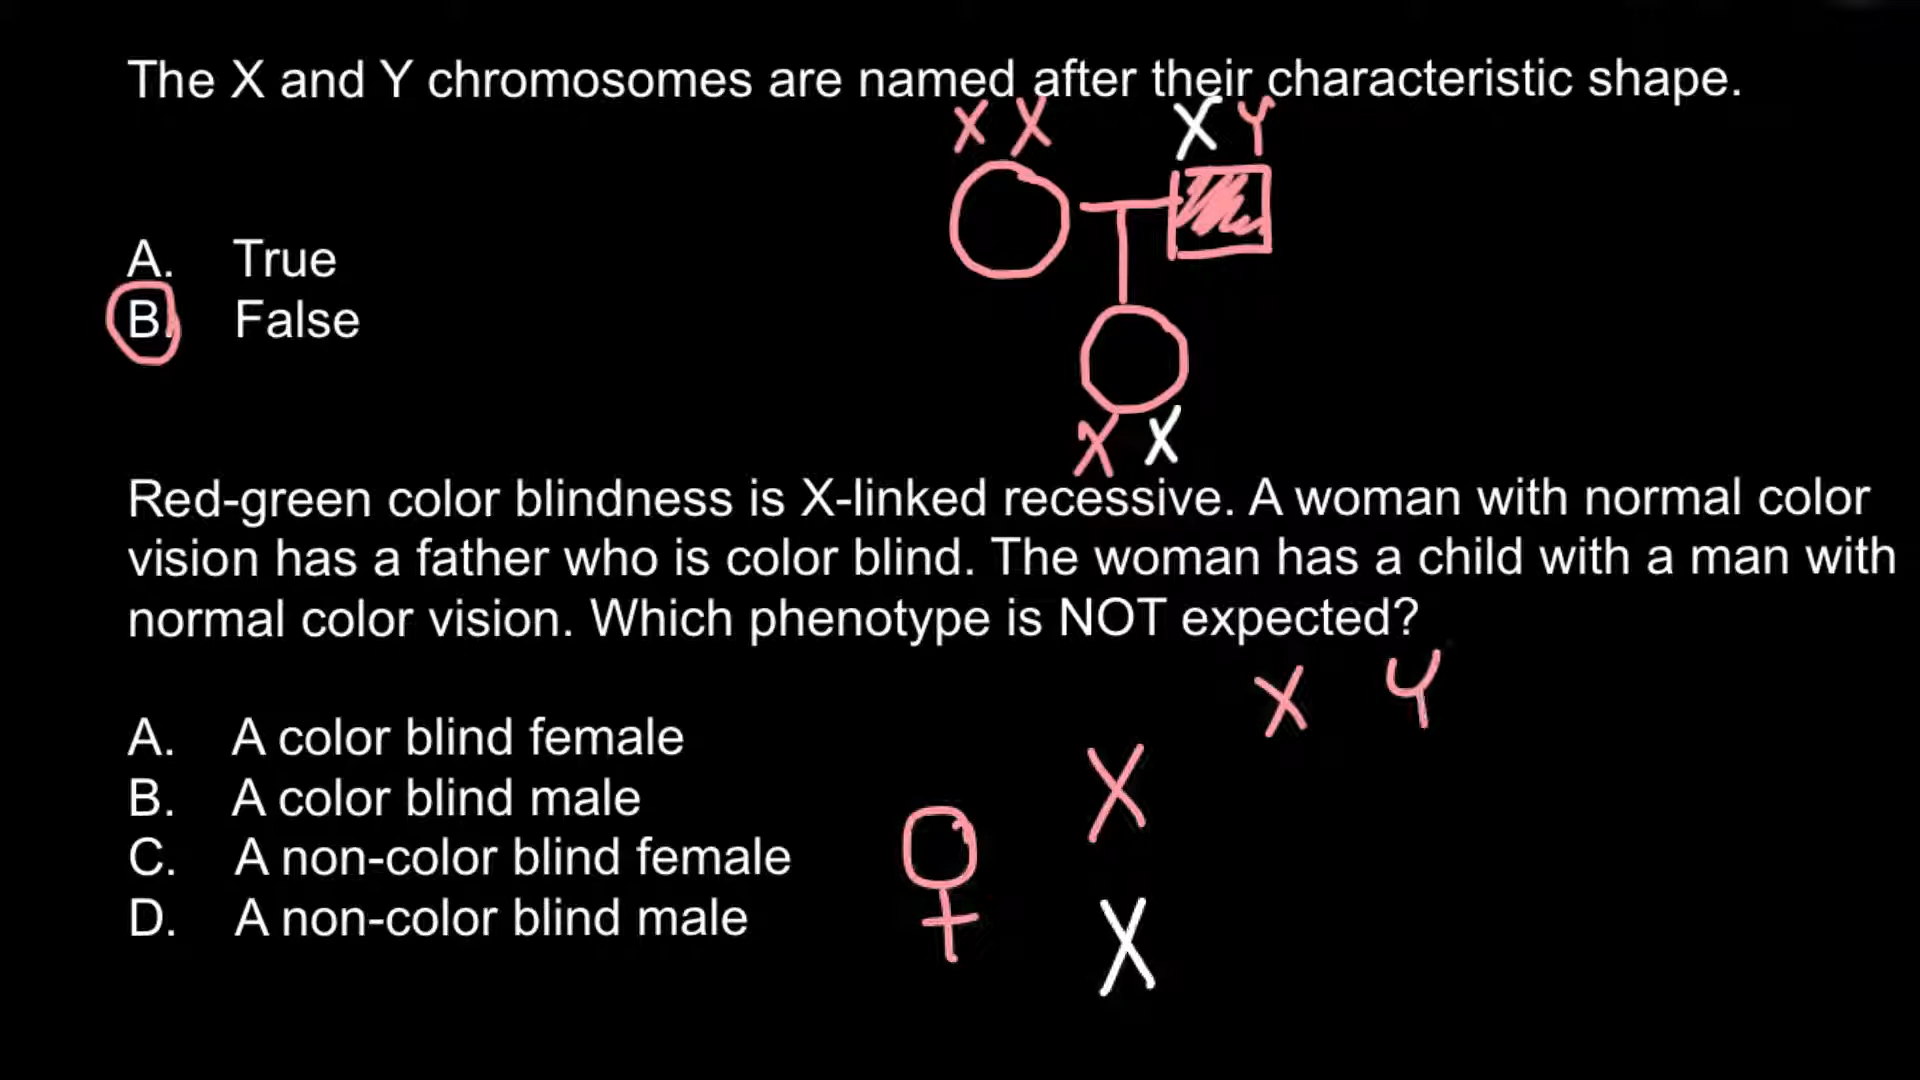 The X and Y chromosomes are named after their characteristic shape.
X X X Y
A. True
B. False
X X
Red-green color blindness is X-linked recessive. A woman with normal color
vision has a father who is color blind. The woman has a child with a man with
normal color vision. Which phenotype is NOT expected?
X Y
A. A color blind female
X
B. A color blind male
C. A non-color blind female
D. A non-color blind male
X